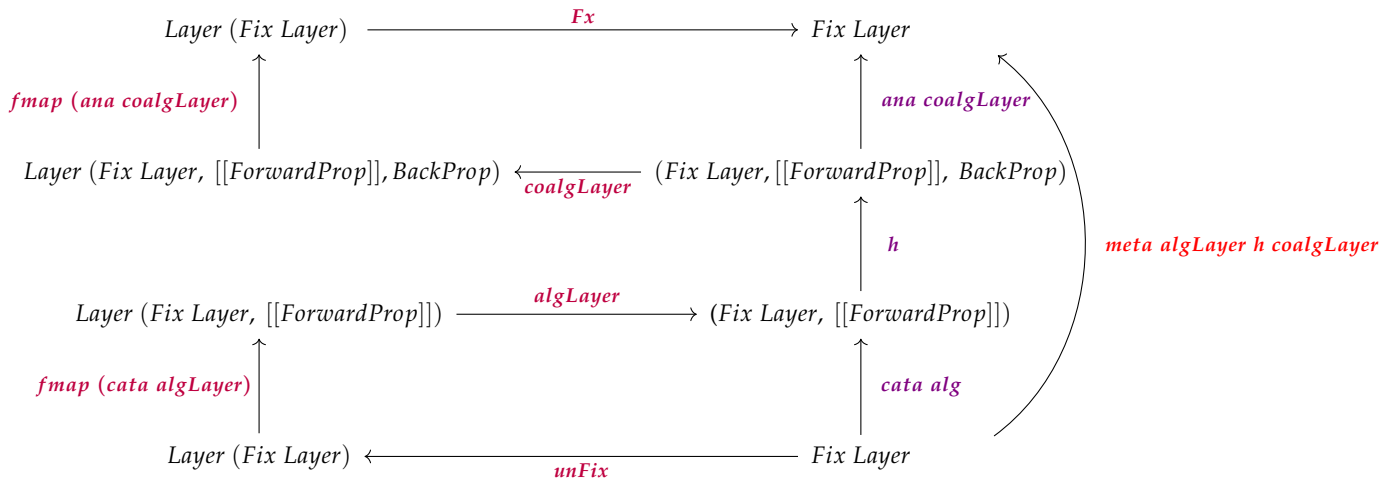 Fx
Layer (Fix Layer) Fix Layer
fmap (ana coalgLayer) ana coalgLayer
Layer (Fix Layer, [[ForwardProp]], BackProp) (Fix Layer, [[ForwardProp]], BackProp)
coalgLayer
h meta algLayer h coalgLayer
algLayer
Layer (Fix Layer, [[ForwardProp]]) (Fix Layer, [[ForwardProp]])
fmap (cata algLayer) cata alg
Layer (Fix Layer) Fix Layer
unFix